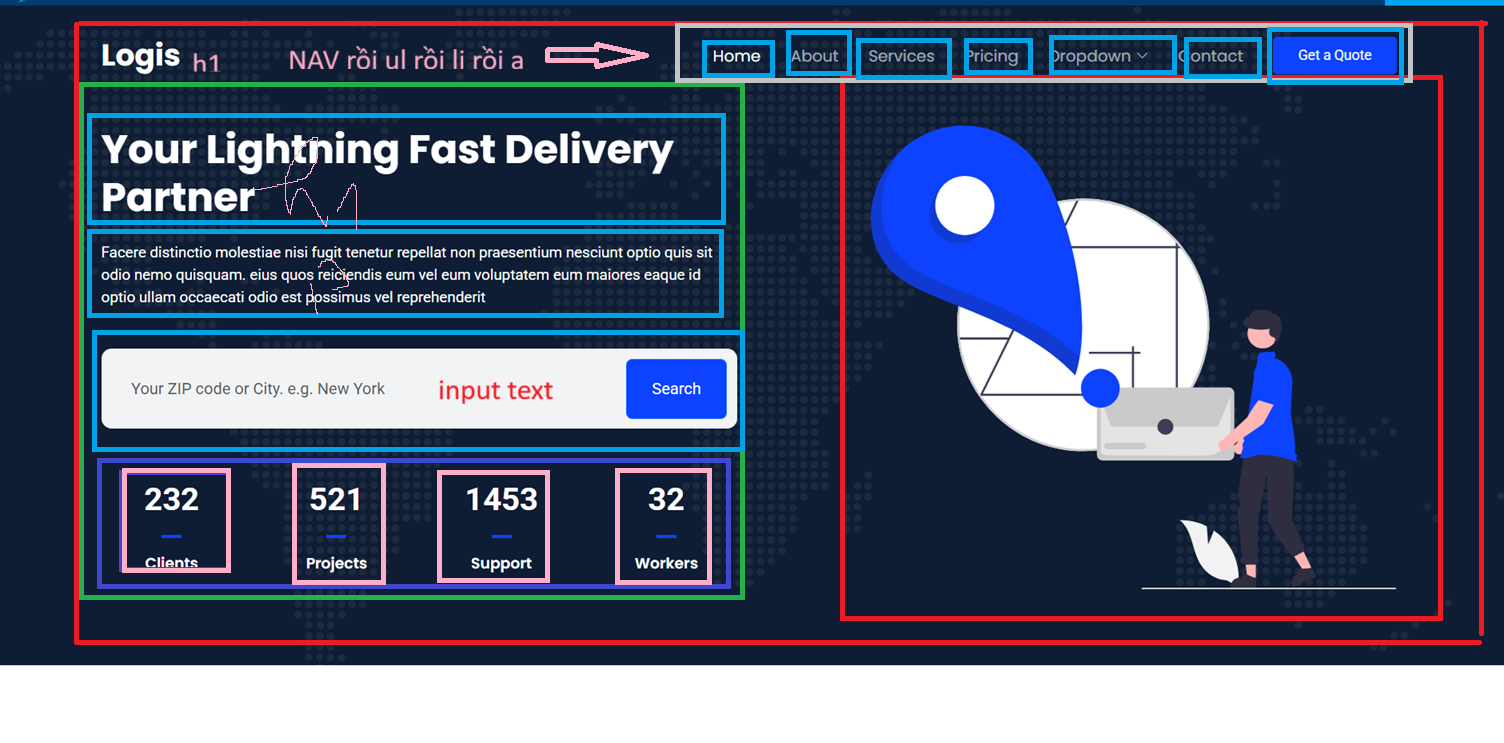 Logis
h1
NAV rồi ul rồi li rồi a
Home About Services Pricing Dropdown Contact Get a Quote
Your Lightning Fast Delivery
Partner
Facere distinctio molestiae nisi fugit tenetur repellat non praesentium nesciunt optio quis sit
odio nemo quisquam. eius quos reiciendis eum vel eum voluptatem eum maiores eaque id
optio ullam occaecati odio est possimus vel reprehenderit
Your ZIP code or City. e.g. New York
input text
Search
232 521 1453 32
Clients Projects Support Workers